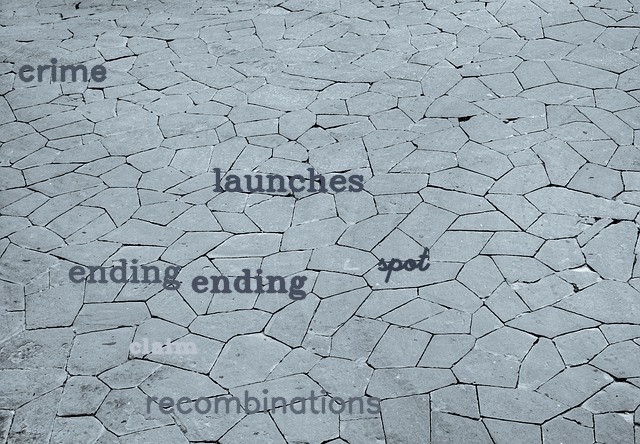 crime
launches
spot
ending ending
claim
recombinations